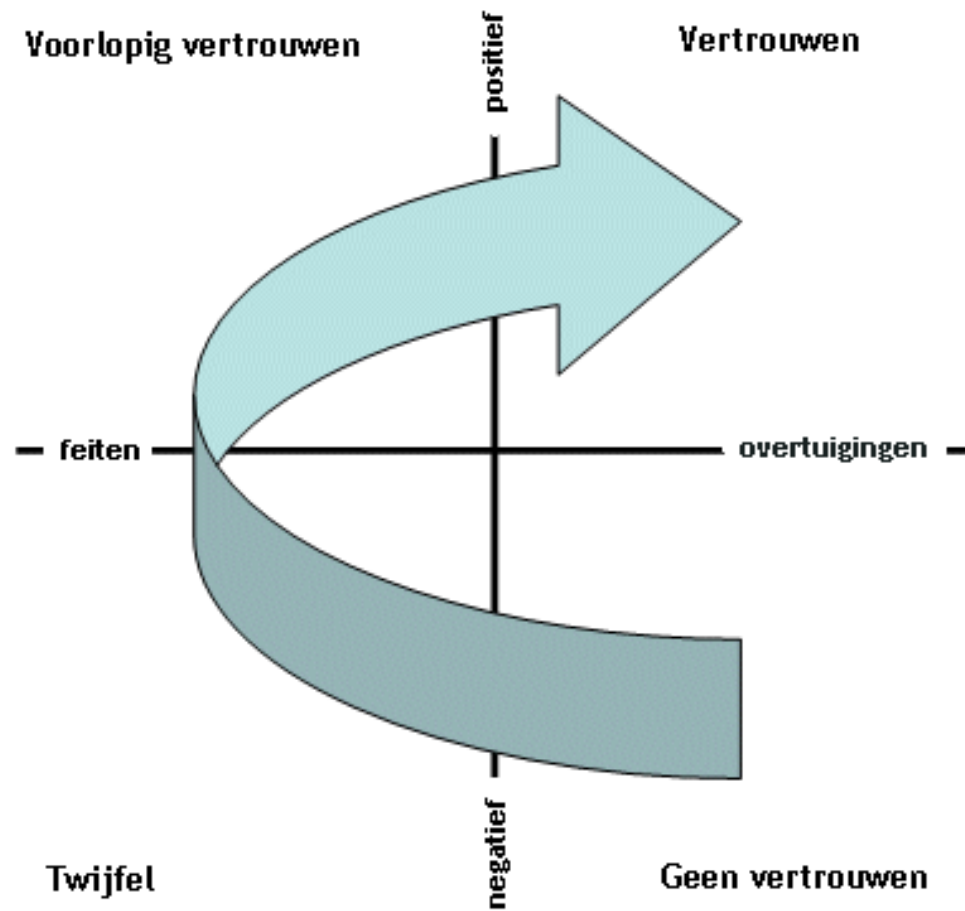 Voorlopig vertrouwen
positief
Vertrouwen
feiten
overtuigingen
Twijfel
negatief
Geen vertrouwen